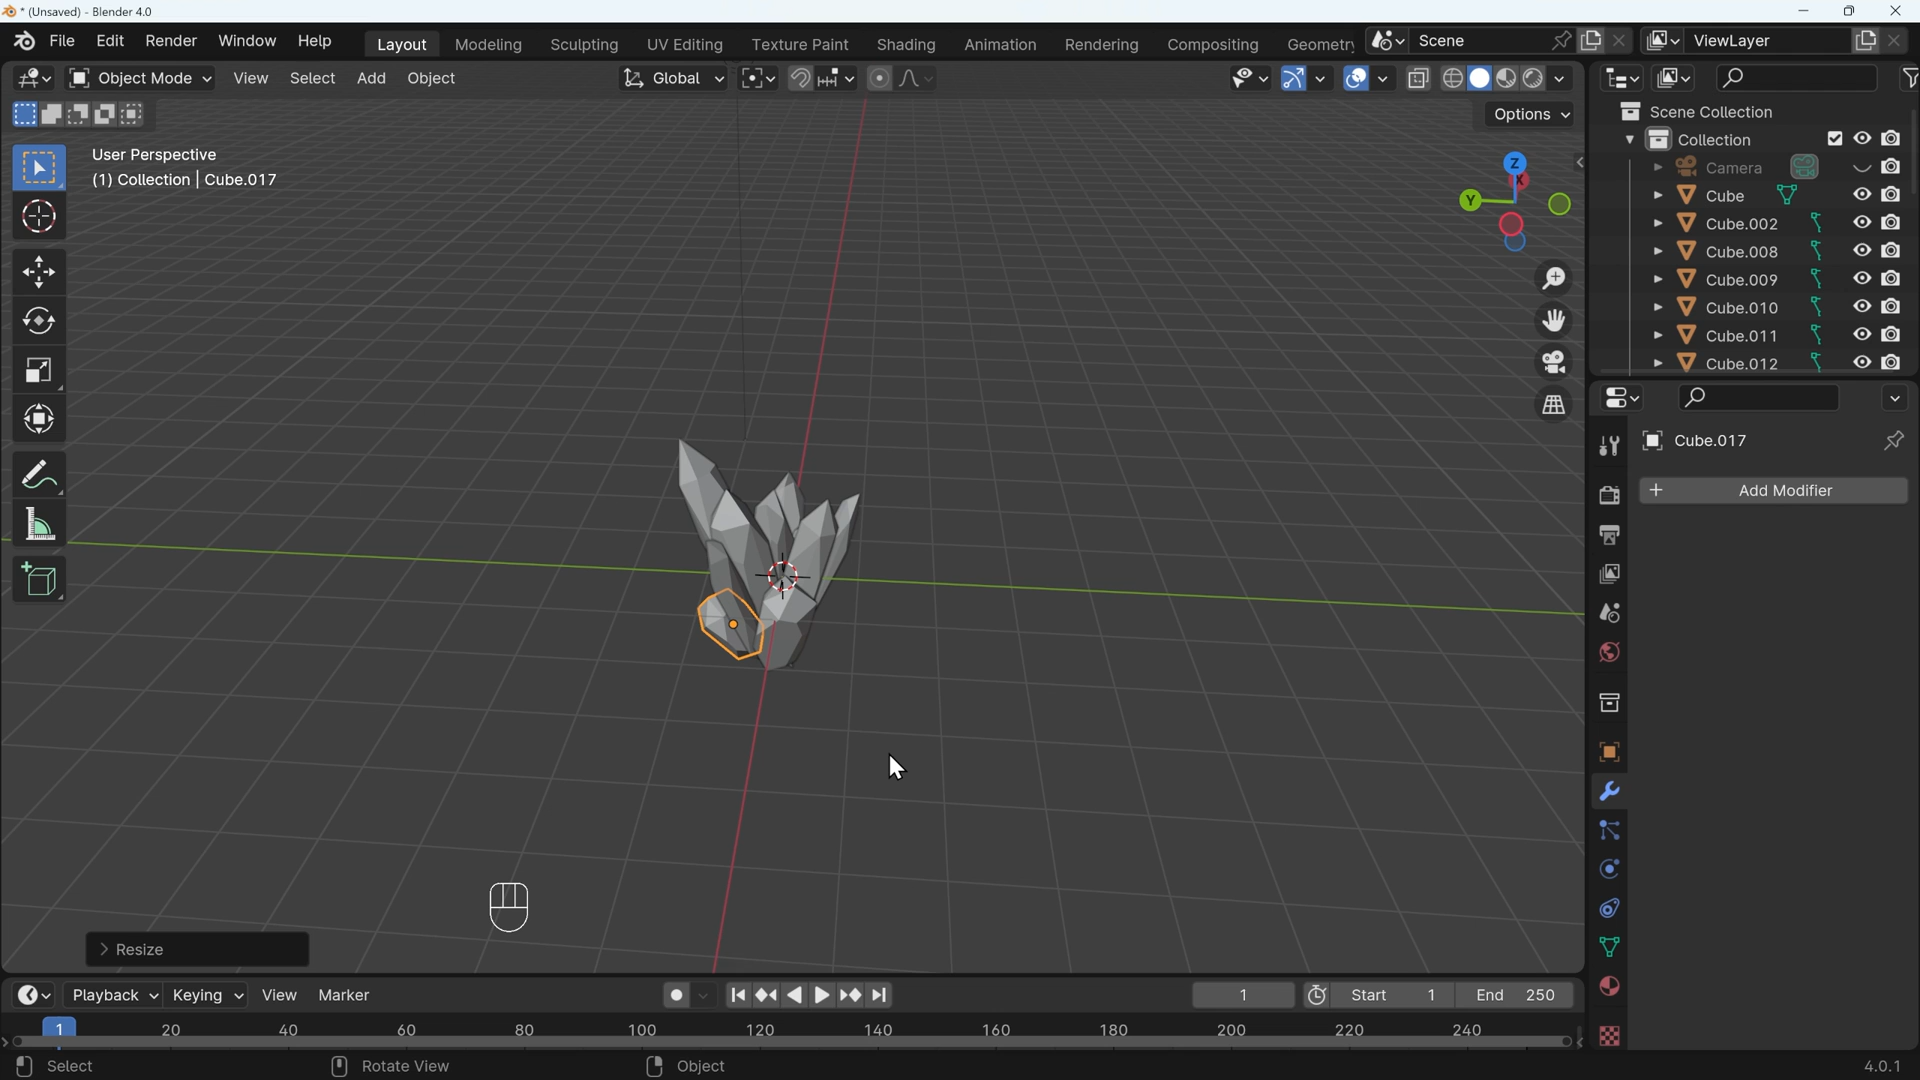 * (Unsaved) - Blender 4.0
File Edit Render Window Help Layout Modeling Sculpting UV Editing Texture Paint Shading Animation Rendering Compositing Geometry Scene ViewLayer
Object Mode View Select Add Object Global
Options
User Perspective
(1) Collection | Cube.017
Z
X
Y
Scene Collection
Collection
Camera
Cube
Cube.002
Cube.008
Cube.009
Cube.010
Cube.011
Cube.012
Cube.017
+ Add Modifier
> Resize
Playback Keying View Marker 1 Start 1 End 250
1 20 40 60 80 100 120 140 160 180 200 220 240
Select Rotate View Object 4.0.1